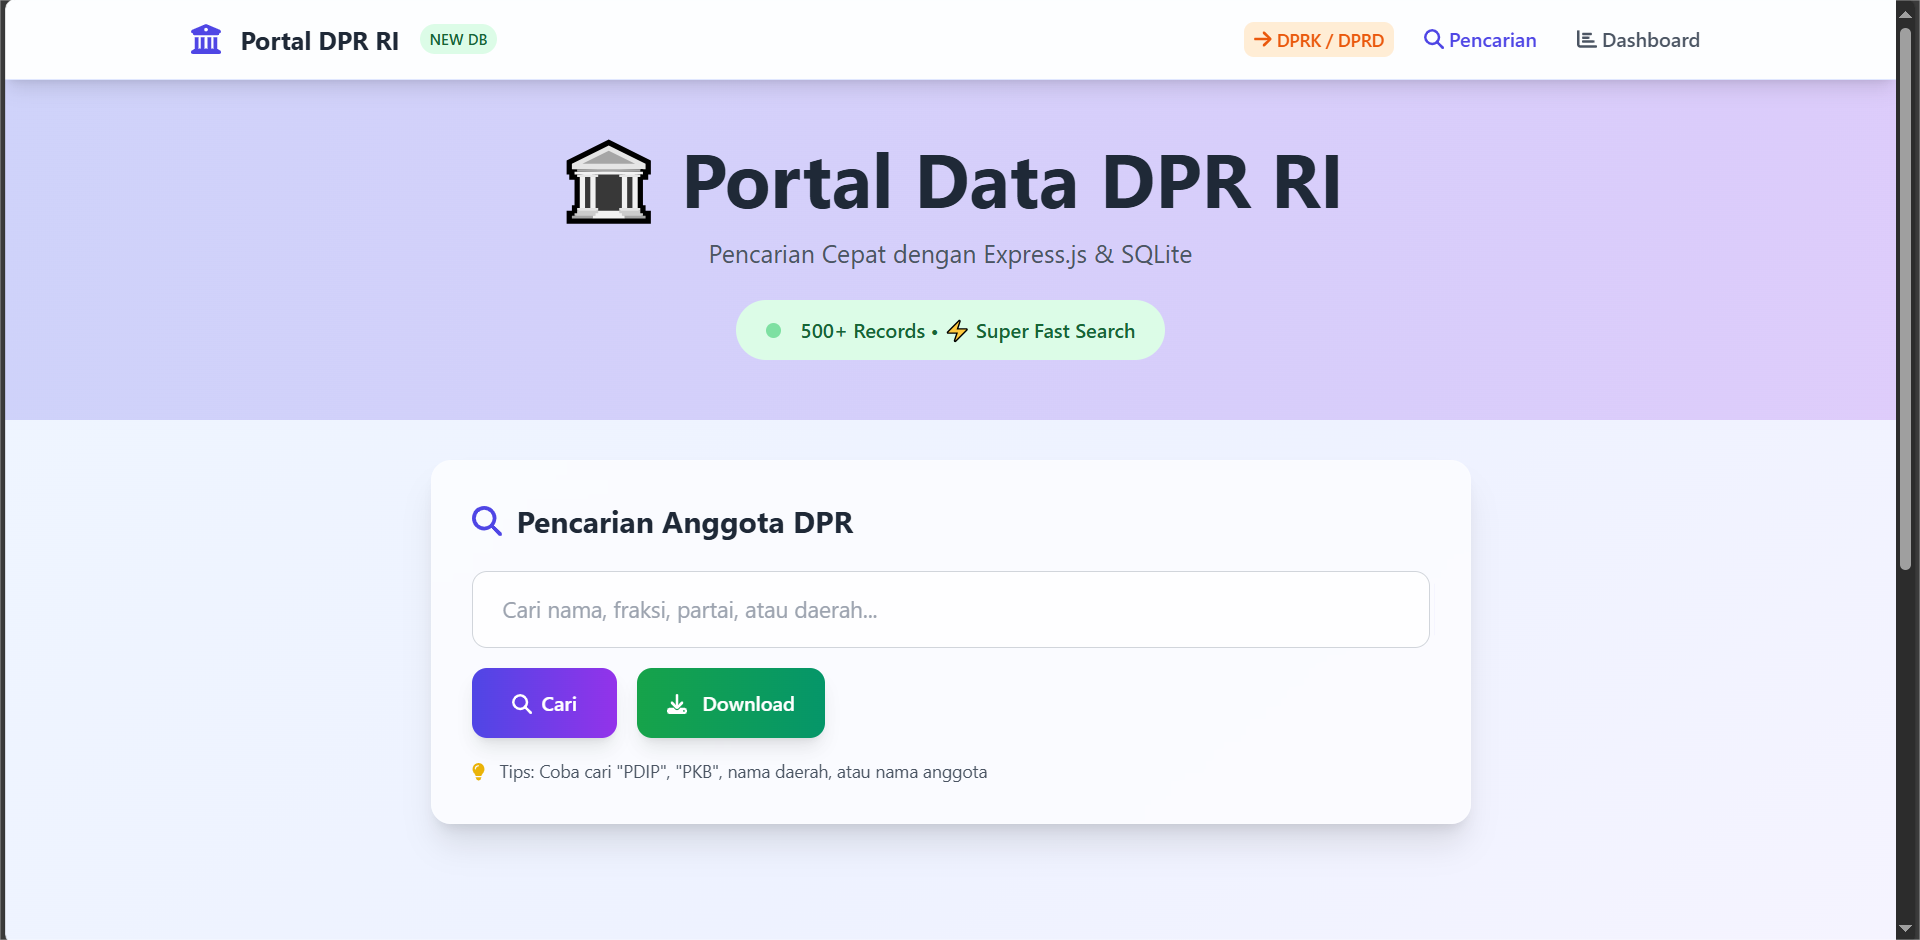 Portal DPR RI
NEW DB
DPRK / DPRD
Pencarian
Dashboard
Portal Data DPR RI
Pencarian Cepat dengan Express.js & SQLite
500+ Records • ⚡ Super Fast Search
Pencarian Anggota DPR
Cari nama, fraksi, partai, atau daerah...
Cari
Download
Tips: Coba cari "PDIP", "PKB", nama daerah, atau nama anggota